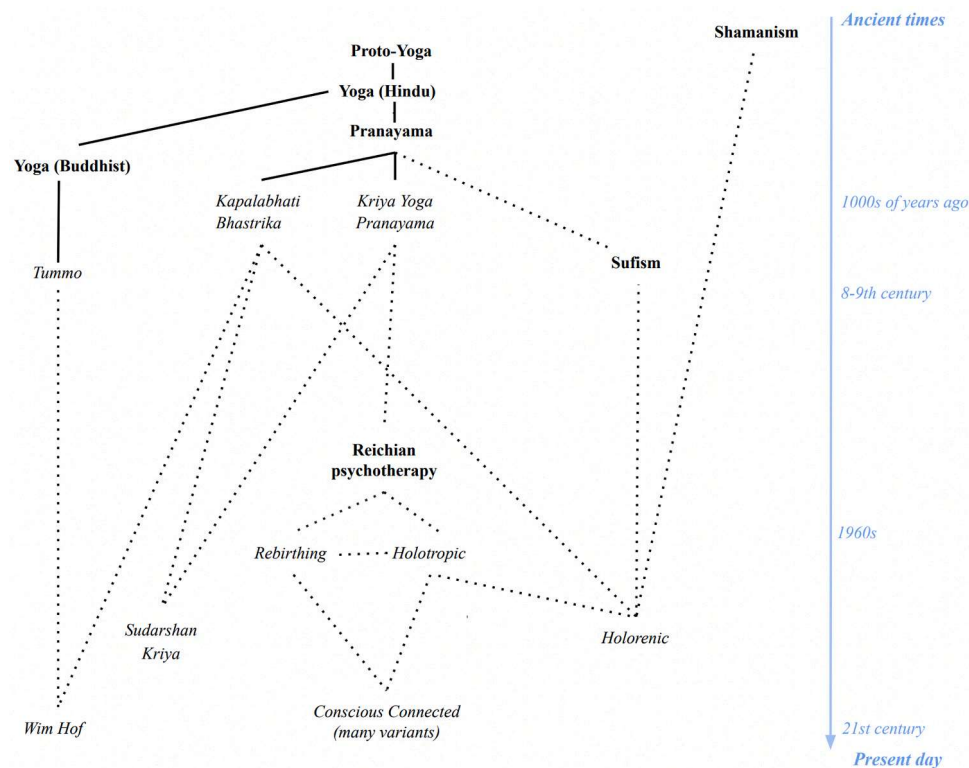 Ancient times
Shamanism
Proto-Yoga
Yoga (Hindu)
Pranayama
Yoga (Buddhist)
Kapalabhati
Bhastrika
Kriya Yoga
Pranayama
1000s of years ago
Sufism
Tummo
8-9th century
Reichian
psychotherapy
1960s
Rebirthing
Holotropic
Sudarshan
Kriya
Holorenic
Conscious Connected
(many variants)
Wim Hof
21st century
Present day